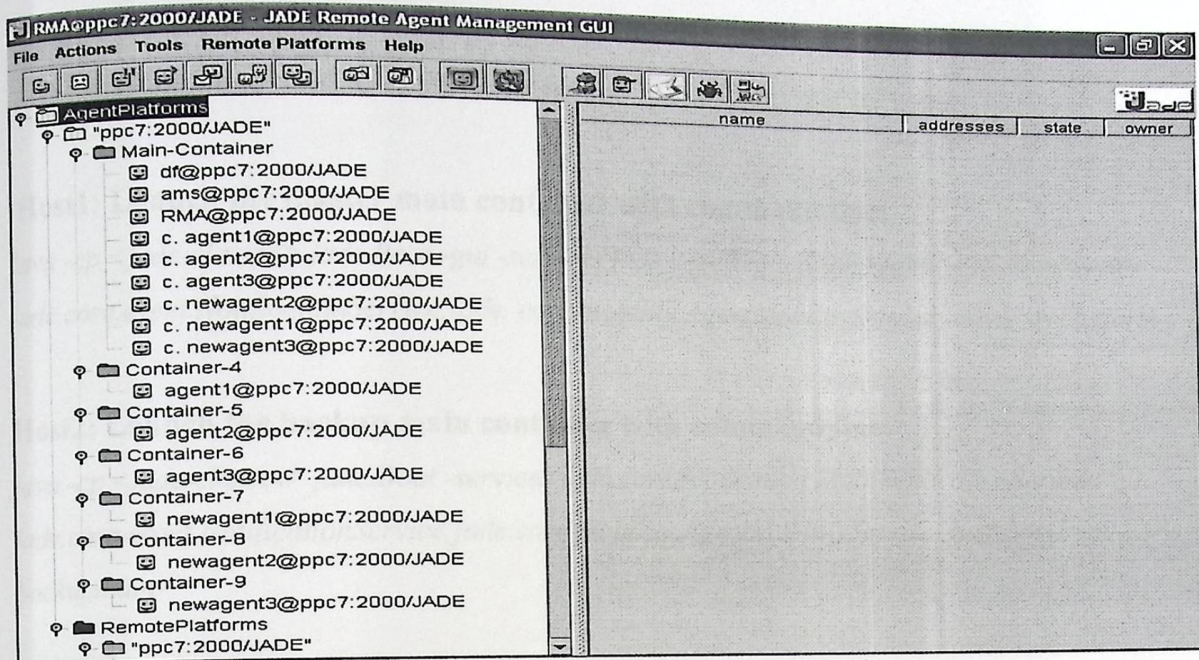 RMA@ppc7:2000/JADE - JADE Remote Agent Management GUI
File Actions Tools Remote Platforms Help
Jade
name addresses state owner
AgentPlatforms
"ppc7:2000/JADE"
Main-Container
df@ppc7:2000/JADE
ams@ppc7:2000/JADE
RMA@ppc7:2000/JADE
c. agent1@ppc7:2000/JADE
c. agent2@ppc7:2000/JADE
c. agent3@ppc7:2000/JADE
c. newagent2@ppc7:2000/JADE
c. newagent1@ppc7:2000/JADE
c. newagent3@ppc7:2000/JADE
Container-4
agent1@ppc7:2000/JADE
Container-5
agent2@ppc7:2000/JADE
Container-6
agent3@ppc7:2000/JADE
Container-7
newagent1@ppc7:2000/JADE
Container-8
newagent2@ppc7:2000/JADE
Container-9
newagent3@ppc7:2000/JADE
RemotePlatforms
"ppc7:2000/JADE"